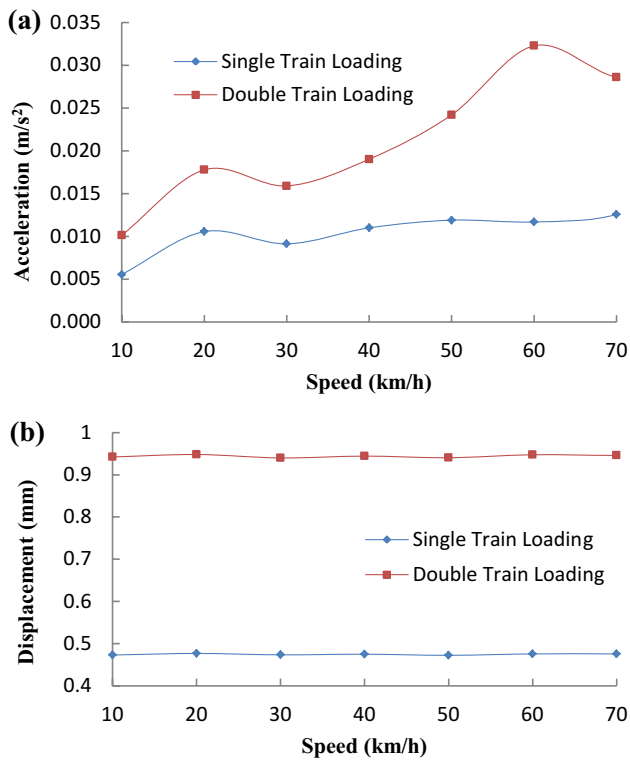 (a)
0.035
0.030
0.025
0.020
0.015
0.010
0.005
0.000
Acceleration (m/s²)
Single Train Loading
Double Train Loading
10 20 30 40 50 60 70
Speed (km/h)
(b)
1
0.9
0.8
0.7
0.6
0.5
0.4
Displacement (mm)
Single Train Loading
Double Train Loading
10 20 30 40 50 60 70
Speed (km/h)